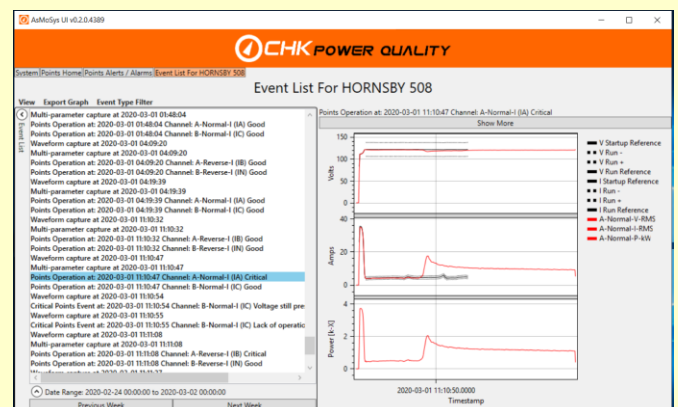 AsMoSys UI v0.2.0.4389
CHK POWER QUALITY
System Points Home Points Alerts / Alarms Event List For HORNSBY 508
Event List For HORNSBY 508
View Export Graph Event Type Filter
Event List
Multi-parameter capture at 2020-03-01 01:48:04
Points Operation at: 2020-03-01 01:48:04 Channel: A-Normal-I (IA) Good
Points Operation at: 2020-03-01 01:48:04 Channel: B-Normal-I (IC) Good
Waveform capture at 2020-03-01 04:09:20
Multi-parameter capture at 2020-03-01 04:09:20
Points Operation at: 2020-03-01 04:09:20 Channel: A-Reverse-I (IB) Good
Points Operation at: 2020-03-01 04:09:20 Channel: B-Reverse-I (IN) Good
Waveform capture at 2020-03-01 04:19:39
Multi-parameter capture at 2020-03-01 04:19:39
Points Operation at: 2020-03-01 04:19:39 Channel: A-Normal-I (IA) Good
Points Operation at: 2020-03-01 04:19:39 Channel: B-Normal-I (IC) Good
Waveform capture at 2020-03-01 11:10:32
Multi-parameter capture at 2020-03-01 11:10:32
Points Operation at: 2020-03-01 11:10:32 Channel: A-Reverse-I (IB) Good
Points Operation at: 2020-03-01 11:10:32 Channel: B-Reverse-I (IN) Good
Waveform capture at 2020-03-01 11:10:47
Multi-parameter capture at 2020-03-01 11:10:47
Points Operation at: 2020-03-01 11:10:47 Channel: A-Normal-I (IA) Critical
Points Operation at: 2020-03-01 11:10:47 Channel: B-Normal-I (IC) Good
Waveform capture at 2020-03-01 11:10:54
Critical Points Event at: 2020-03-01 11:10:54 Channel: B-Normal-I (IC) Voltage still pre
Waveform capture at 2020-03-01 11:10:55
Critical Points Event at: 2020-03-01 11:10:55 Channel: B-Normal-I (IC) Lack of operatio
Waveform capture at 2020-03-01 11:11:08
Multi-parameter capture at 2020-03-01 11:11:08
Points Operation at: 2020-03-01 11:11:08 Channel: A-Reverse-I (IB) Critical
Points Operation at: 2020-03-01 11:11:08 Channel: B-Reverse-I (IN) Good
Waveform capture at 2020-03-01 11:11:27
Date Range: 2020-02-24 00:00:00 to 2020-03-02 00:00:00
Previous Week Next Week
Points Operation at: 2020-03-01 11:10:47 Channel: A-Normal-I (IA) Critical
Show More
Volts
150
100
50
0
Amps
40
20
0
Power [k-X]
4
2
0
2020-03-01 11:10:50.0000
Timestamp
V Startup Reference
V Run -
V Run +
V Run Reference
I Startup Reference
I Run -
I Run +
I Run Reference
A-Normal-V-RMS
A-Normal-I-RMS
A-Normal-P-kW